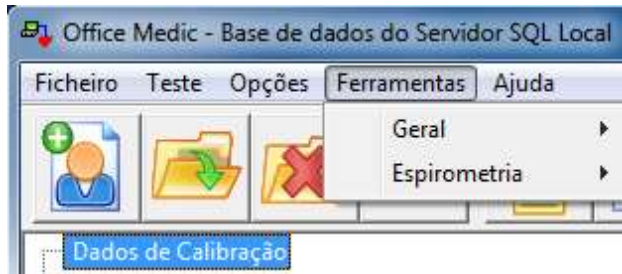 Office Medic - Base de dados do Servidor SQL Local
Ficheiro Teste Opções Ferramentas Ajuda
Geral
Espirometria
Dados de Calibração